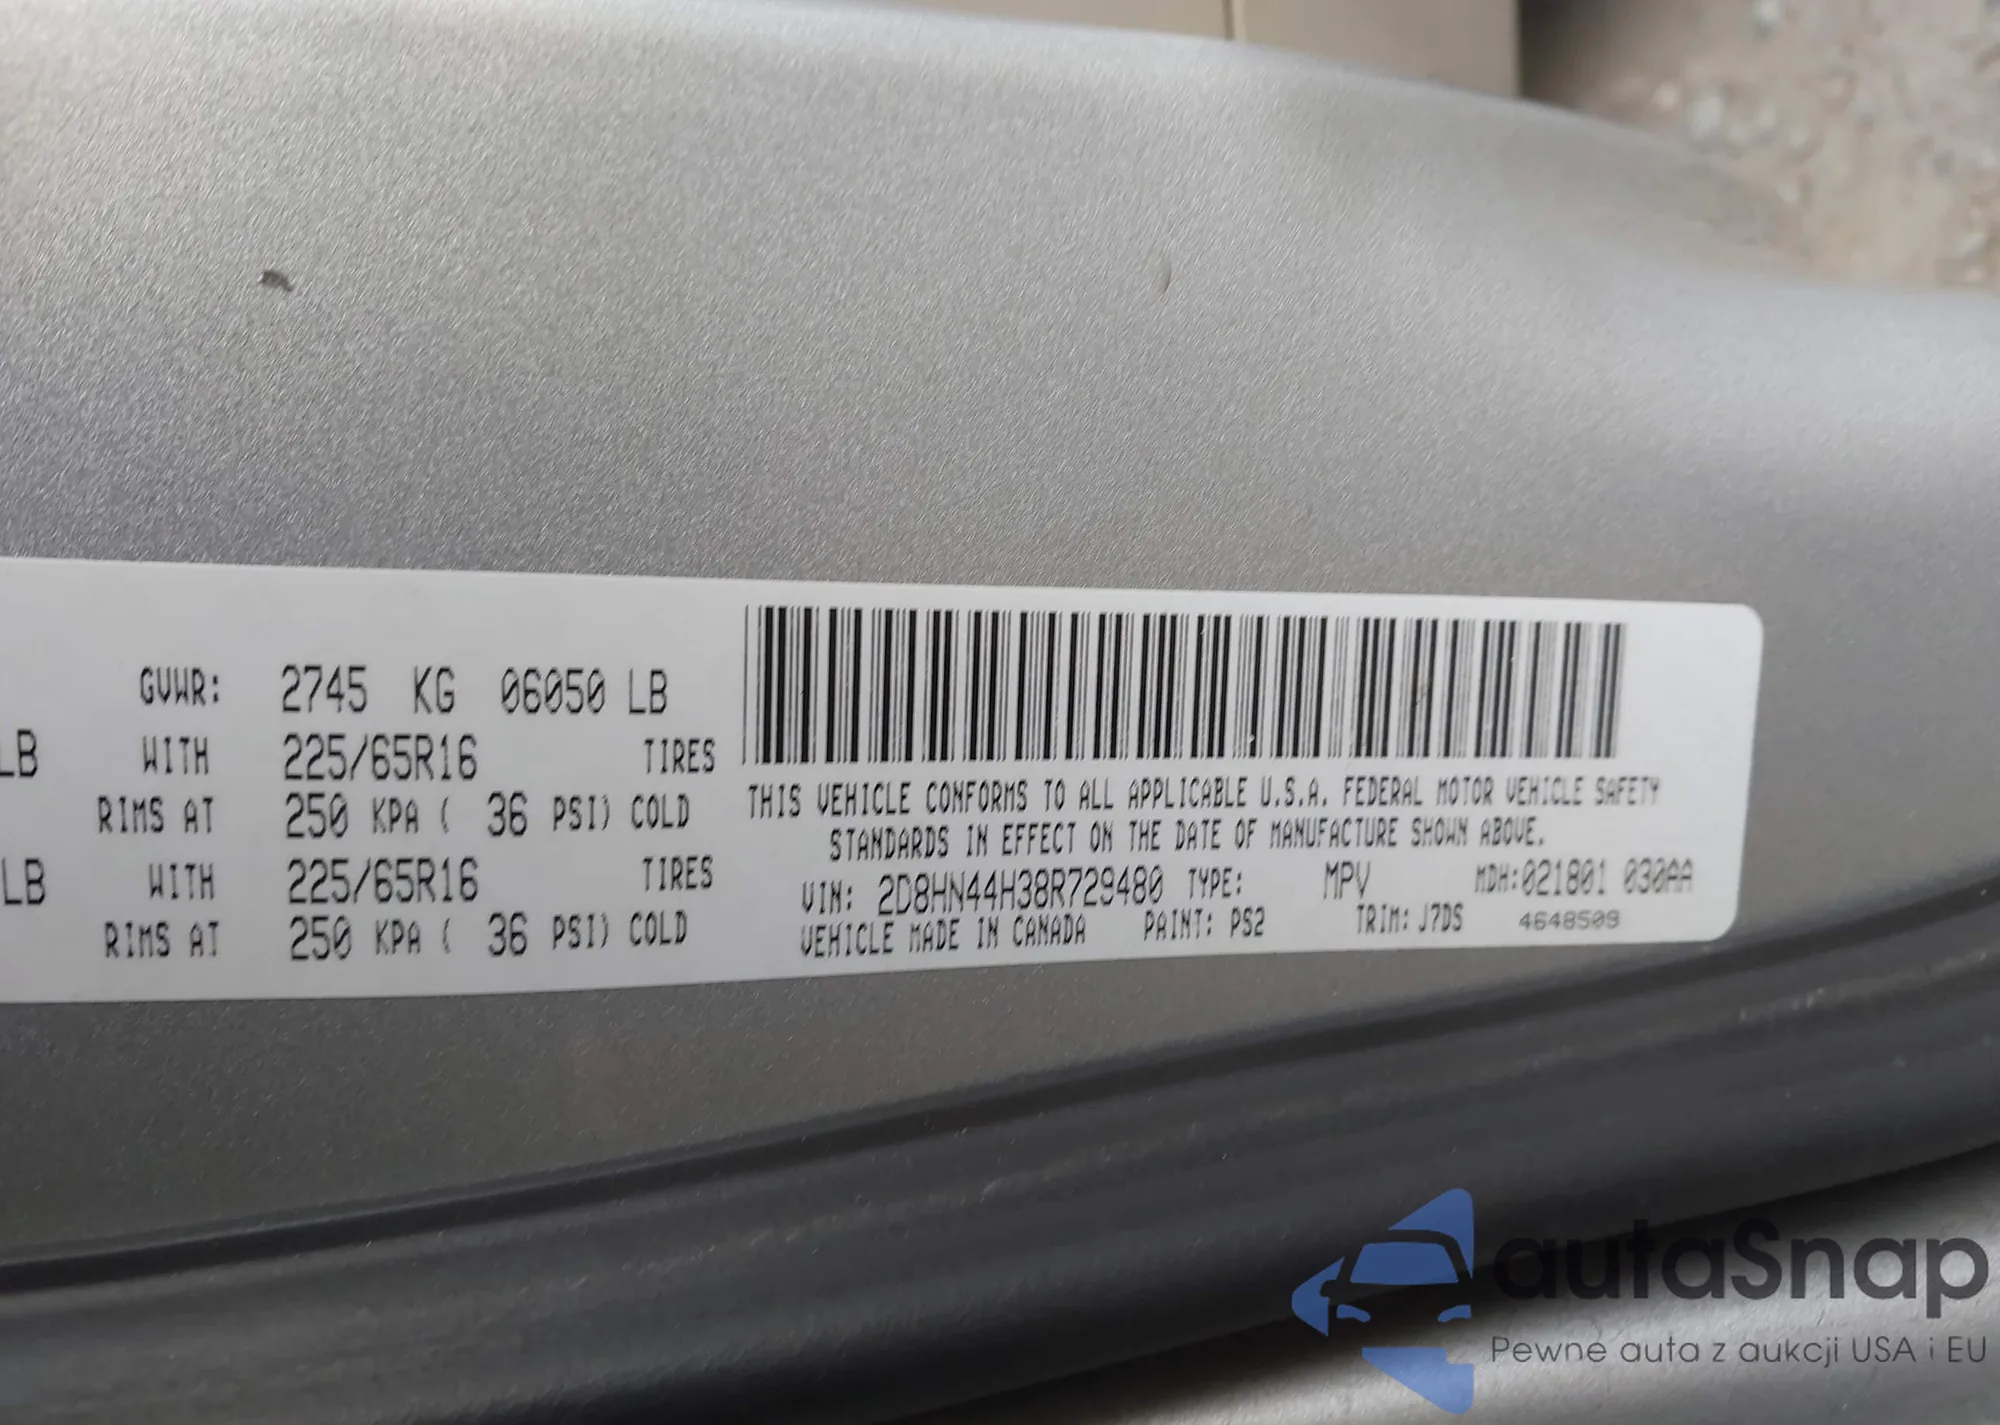 GVWR: 2745 KG 06050 LB
LB WITH 225/65R16 TIRES
RIMS AT 250 KPA ( 36 PSI) COLD
LB WITH 225/65R16 TIRES
RIMS AT 250 KPA ( 36 PSI) COLD
THIS VEHICLE CONFORMS TO ALL APPLICABLE U.S.A. FEDERAL MOTOR VEHICLE SAFETY
STANDARDS IN EFFECT ON THE DATE OF MANUFACTURE SHOWN ABOVE.
VIN: 2D8HN44H38R729480 TYPE: MPV MDH:021801 030AA
VEHICLE MADE IN CANADA PAINT: PS2 TRIM: J7DS 4648509
autaSnap
Pewne auta z aukcji USA i EU